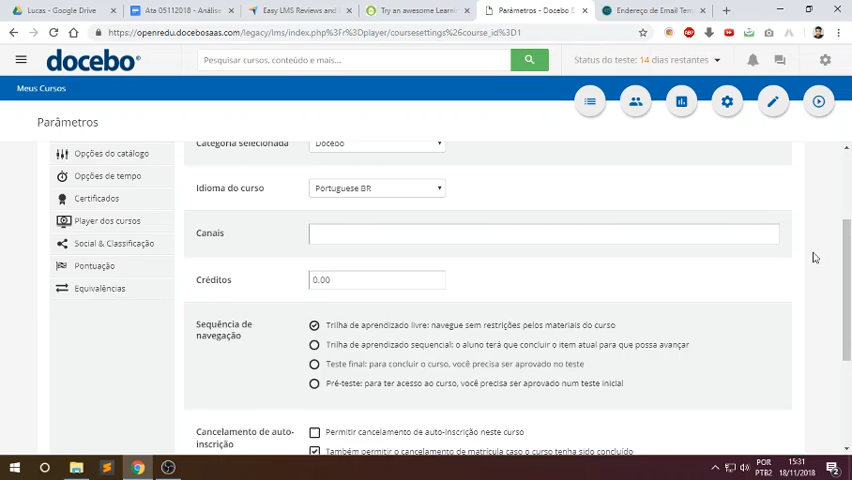 Lucas - Google Drive
Ata 05112018 - Análise
Easy LMS Reviews and
Try an awesome Learnin
Parâmetros - Docebo E
Endereço de Email Tem
https://openredu.docebosaas.com/legacy/lms/index.php?r%3Dplayer/coursesettings%26course_id%3D1
docebo
Pesquisar cursos, conteúdo e mais...
Status do teste: 14 dias restantes
Meus Cursos
Parâmetros
Opções do catálogo
Opções de tempo
Certificados
Player dos cursos
Social & Classificação
Pontuação
Equivalências
Categoria selecionada
Docebo
Idioma do curso
Portuguese BR
Canais
Créditos
0.00
Sequência de
navegação
Trilha de aprendizado livre: navegue sem restrições pelos materiais do curso
Trilha de aprendizado sequencial: o aluno terá que concluir o item atual para que possa avançar
Teste final: para concluir o curso, você precisa ser aprovado no teste
Pré-teste: para ter acesso ao curso, você precisa ser aprovado num teste inicial
Cancelamento de auto-
inscrição
Permitir cancelamento de auto-inscrição neste curso
Também permitir o cancelamento de matrícula caso o curso tenha sido concluído
POR
PTB2
15:31
18/11/2018
2